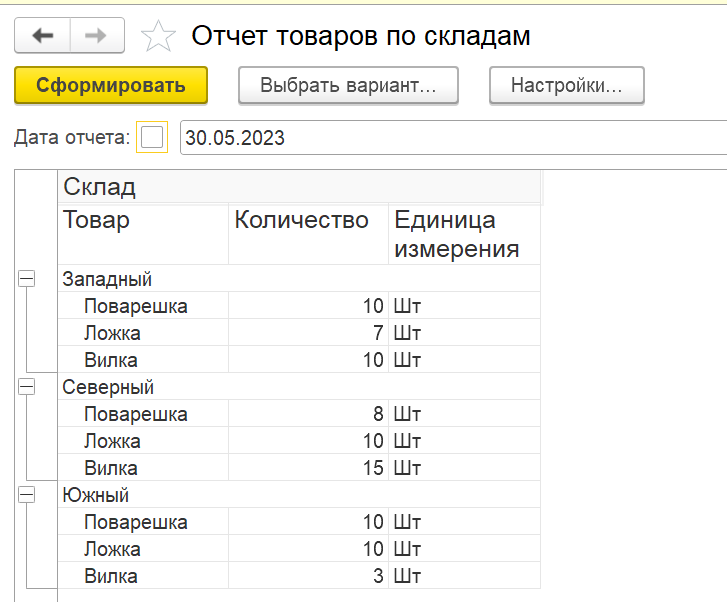 Отчет товаров по складам
Сформировать Выбрать вариант... Настройки...
Дата отчета: 30.05.2023
Склад
Товар Количество Единица
измерения
Западный
Поварешка 10 Шт
Ложка 7 Шт
Вилка 10 Шт
Северный
Поварешка 8 Шт
Ложка 10 Шт
Вилка 15 Шт
Южный
Поварешка 10 Шт
Ложка 10 Шт
Вилка 3 Шт